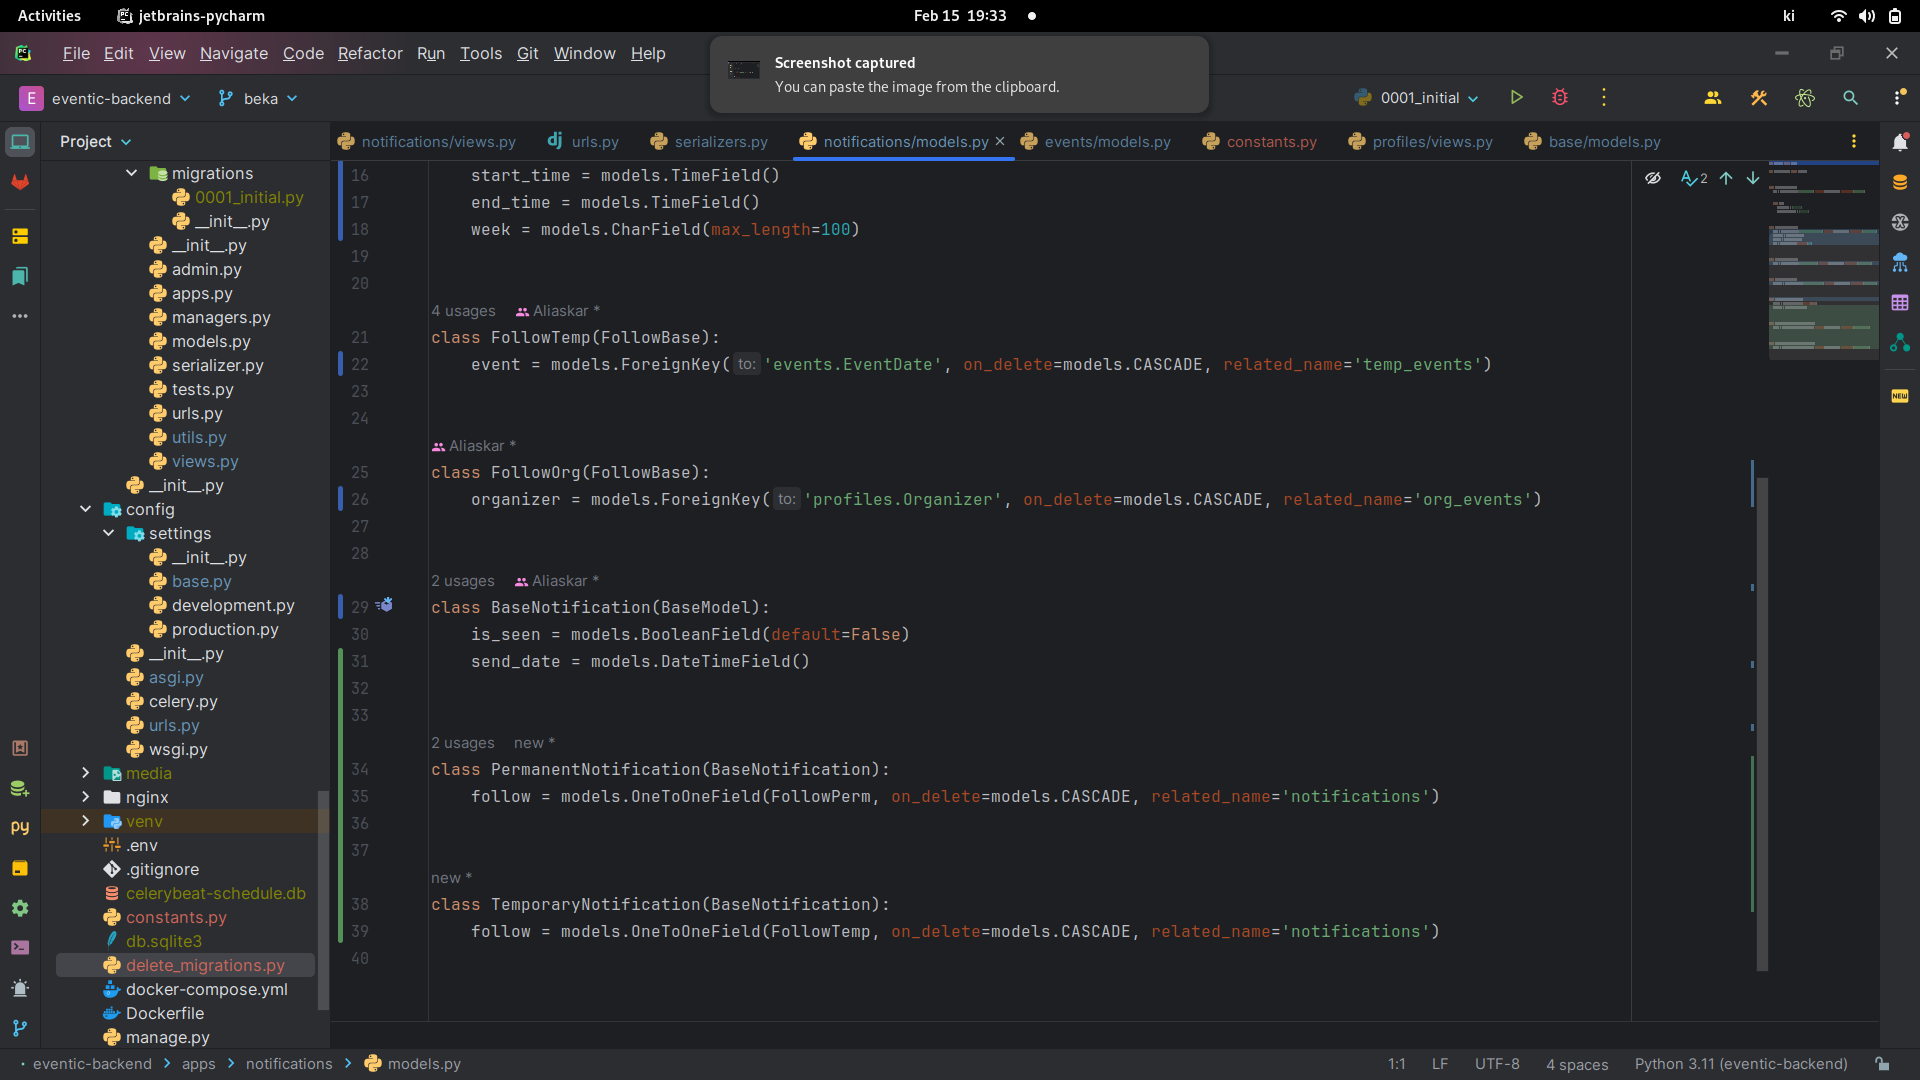 Activities
jetbrains-pycharm
Feb 15 19:33
ki
File Edit View Navigate Code Refactor Run Tools Git Window Help
Screenshot captured
You can paste the image from the clipboard.
E eventic-backend
beka
0001_initial
Project
notifications/views.py
urls.py
serializers.py
notifications/models.py
events/models.py
constants.py
profiles/views.py
base/models.py
migrations
0001_initial.py
__init__.py
__init__.py
admin.py
apps.py
managers.py
models.py
serializer.py
tests.py
urls.py
utils.py
views.py
__init__.py
config
settings
__init__.py
base.py
development.py
production.py
__init__.py
asgi.py
celery.py
urls.py
wsgi.py
media
nginx
venv
.env
.gitignore
celerybeat-schedule.db
constants.py
db.sqlite3
delete_migrations.py
docker-compose.yml
Dockerfile
manage.py
16 start_time = models.TimeField()
17 end_time = models.TimeField()
18 week = models.CharField(max_length=100)
19
20
4 usages Aliaskar *
21 class FollowTemp(FollowBase):
22 event = models.ForeignKey( to: 'events.EventDate', on_delete=models.CASCADE, related_name='temp_events')
23
24
Aliaskar *
25 class FollowOrg(FollowBase):
26 organizer = models.ForeignKey( to: 'profiles.Organizer', on_delete=models.CASCADE, related_name='org_events')
27
28
2 usages Aliaskar *
29 class BaseNotification(BaseModel):
30 is_seen = models.BooleanField(default=False)
31 send_date = models.DateTimeField()
32
33
2 usages new *
34 class PermanentNotification(BaseNotification):
35 follow = models.OneToOneField(FollowPerm, on_delete=models.CASCADE, related_name='notifications')
36
37
new *
38 class TemporaryNotification(BaseNotification):
39 follow = models.OneToOneField(FollowTemp, on_delete=models.CASCADE, related_name='notifications')
40
2
py
NEW
eventic-backend > apps > notifications > models.py
1:1 LF UTF-8 4 spaces Python 3.11 (eventic-backend)